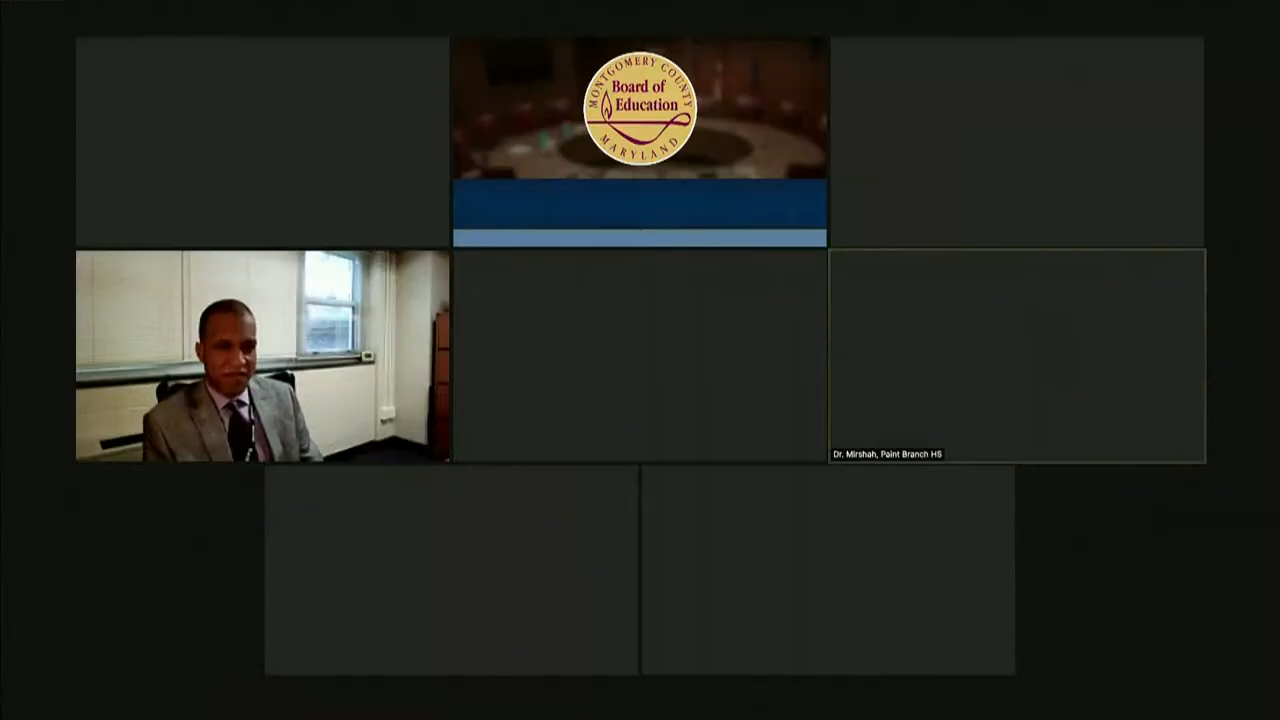 MONTGOMERY COUNTY
Board of
Education
MARYLAND
Dr. Mirshah, Paint Branch HS